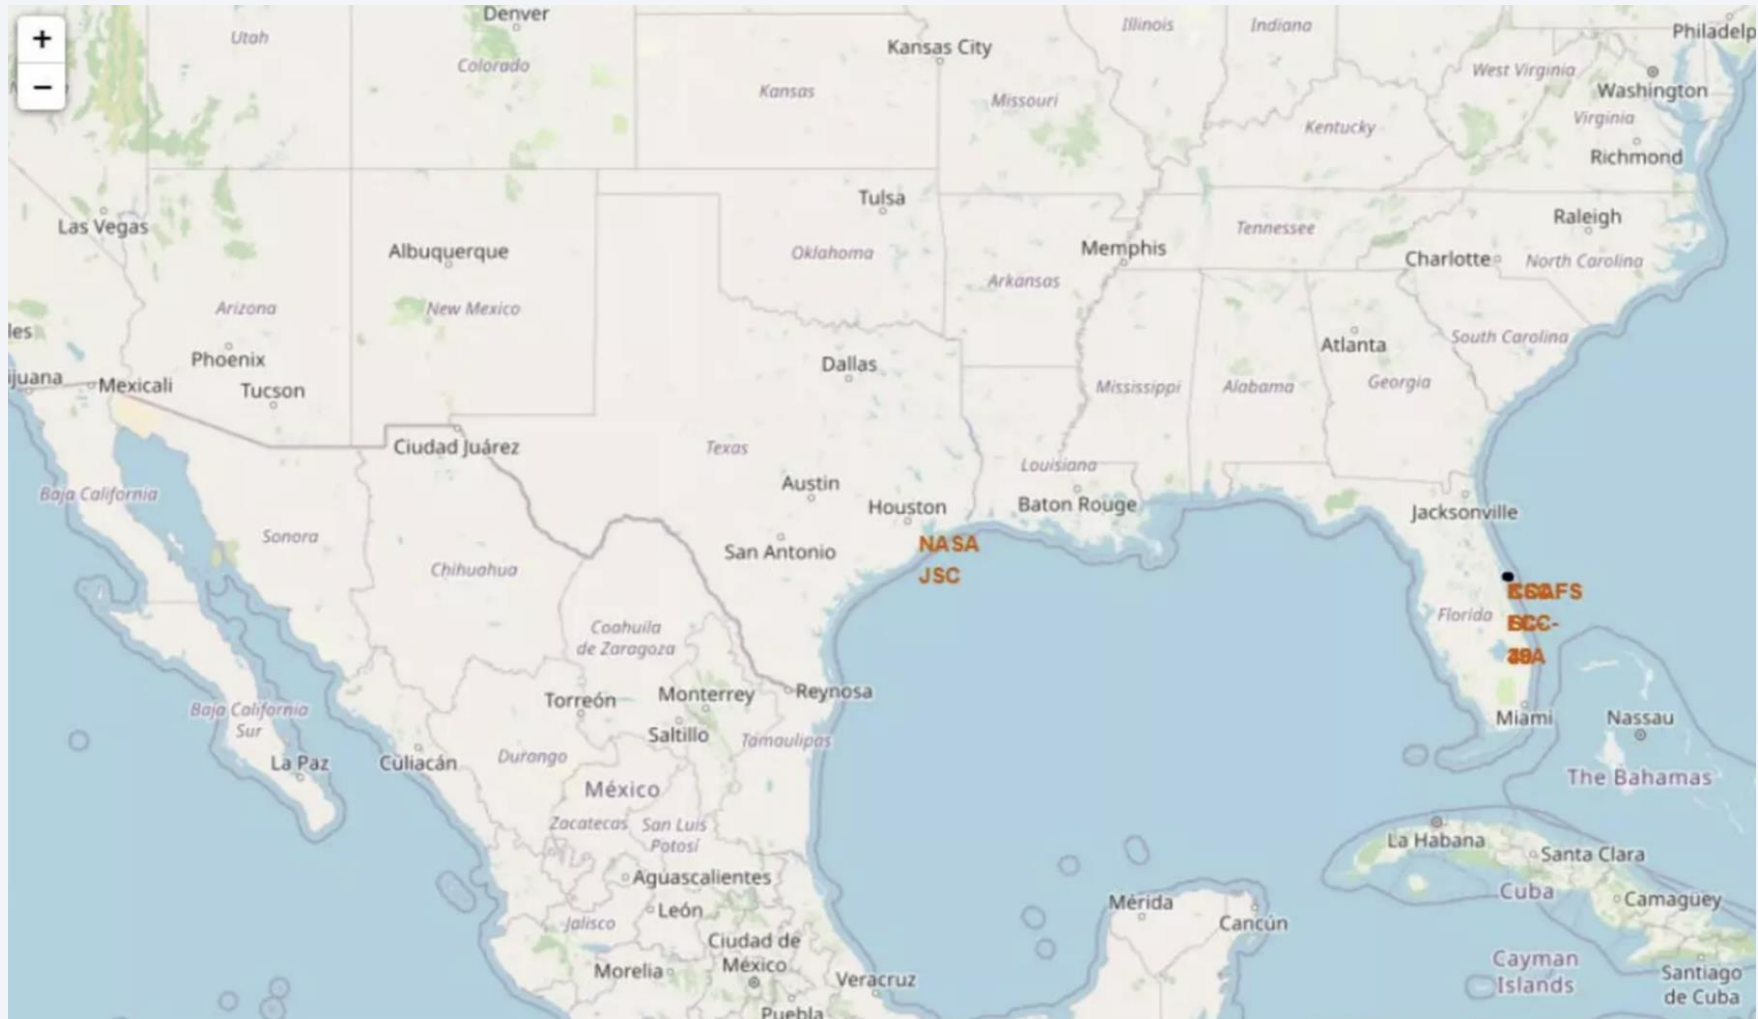 Denver
+
Utah
Illinois
Indiana
Philadelp
Kansas City
Colorado
West Virginia
−
Kansas
Washington
Missouri
Virginia
Kentucky
Richmond
Tulsa
Raleigh
Las Vegas
Tennessee
Albuquerque
Memphis
Oklahoma
Charlotte
North Carolina
Arkansas
Arizona
New Mexico
les
South Carolina
Atlanta
Phoenix
Dallas
ijuana
Mexicali
Tucson
Mississippi
Alabama
Georgia
Ciudad Juárez
Texas
Louisiana
Austin
Baja California
Baton Rouge
Houston
Jacksonville
Sonora
NASA
San Antonio
Chihuahua
JSC
Florida
Coahuila
de Zaragoza
Monterrey
Reynosa
Torreón
Baja California
Sur
Miami
Nassau
Saltillo
Tamaulipas
Durango
La Paz
Culiacán
The Bahamas
México
Zacatecas
San Luis
Potosí
La Habana
Santa Clara
Aguascalientes
Cuba
Camagüey
Mérida
León
Jalisco
Cancún
Ciudad de
México
Cayman
Islands
Morelia
Veracruz
Santiago
de Cuba
Puebla